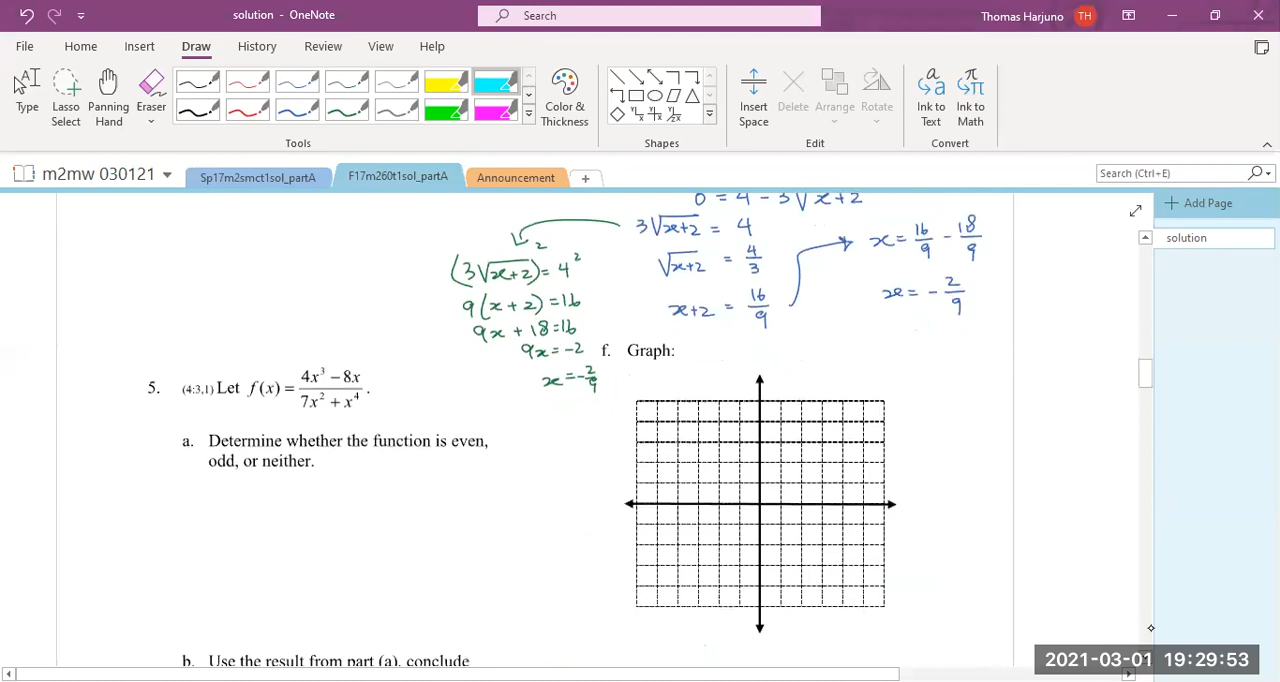 solution - OneNote
Search
Thomas Harjuno
TH
File
Home
Insert
Draw
History
Review
View
Help
Type
Lasso Select
Panning Hand
Eraser
Color & Thickness
Insert Space
Delete
Arrange
Rotate
Ink to Text
Ink to Math
Tools
Shapes
Edit
Convert
m2mw 030121
Sp17m2smct1sol_partA
F17m260t1sol_partA
Announcement
Search (Ctrl+E)
Add Page
solution
0 = 4 - 3√x+2
3√x+2 = 4
√x+2 = 4/3
x+2 = 16/9
x = 16/9 - 18/9
x = - 2/9
(3√x+2)² = 4²
9(x+2) = 16
9x + 18 = 16
9x = -2
x = -2/9
f. Graph:
5. (4:3,1) Let f(x) = (4x³ − 8x)/(7x² + x⁴).
a. Determine whether the function is even,
odd, or neither.
b. Use the result from part (a), conclude
2021-03-01 19:29:53